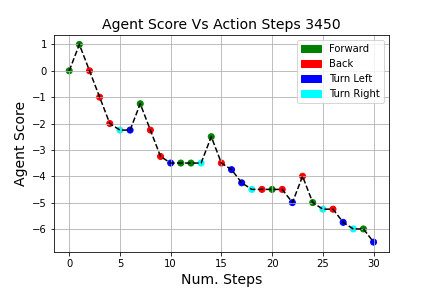 Agent Score Vs Action Steps 3450
Forward
Back
Turn Left
Turn Right
1
0
−1
−2
−3
−4
−5
−6
Agent Score
0 5 10 15 20 25 30
Num. Steps